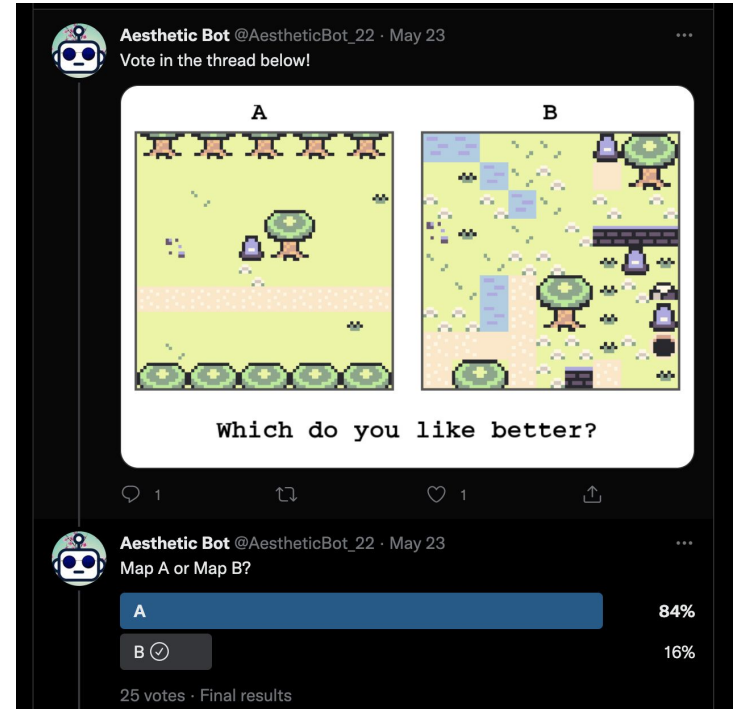 Aesthetic Bot @AestheticBot_22 · May 23
Vote in the thread below!
A B
Which do you like better?
1 1
Aesthetic Bot @AestheticBot_22 · May 23
Map A or Map B?
A 84%
B 16%
25 votes · Final results